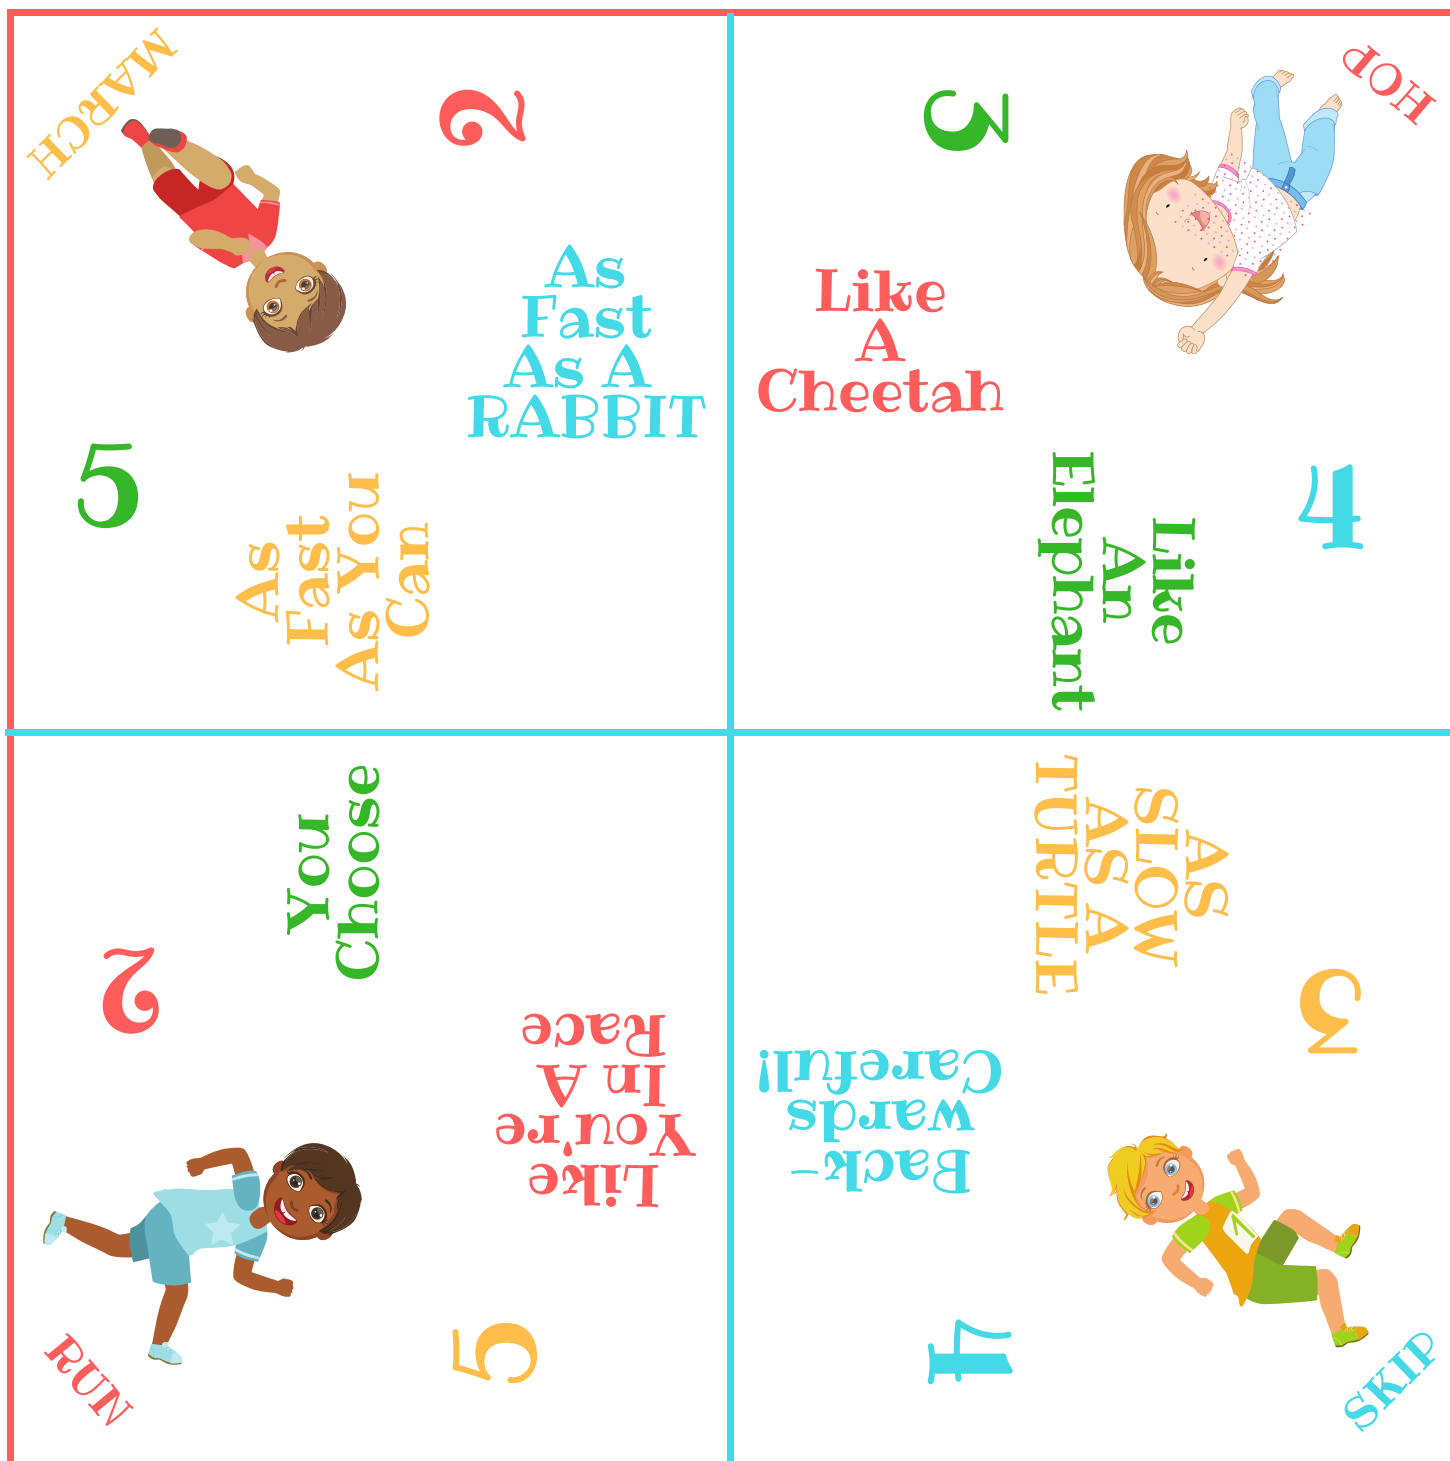 MARCH
2
As
Fast
As A
RABBIT
5
As
Fast
As You
Can
HOP
3
Like
A
Cheetah
4
Like
An
Elephant
You
Choose
2
Like
You're
In A
Race
5
RUN
AS
SLOW
AS A
TURTLE
3
Back-
wards
Careful!
4
SKIP